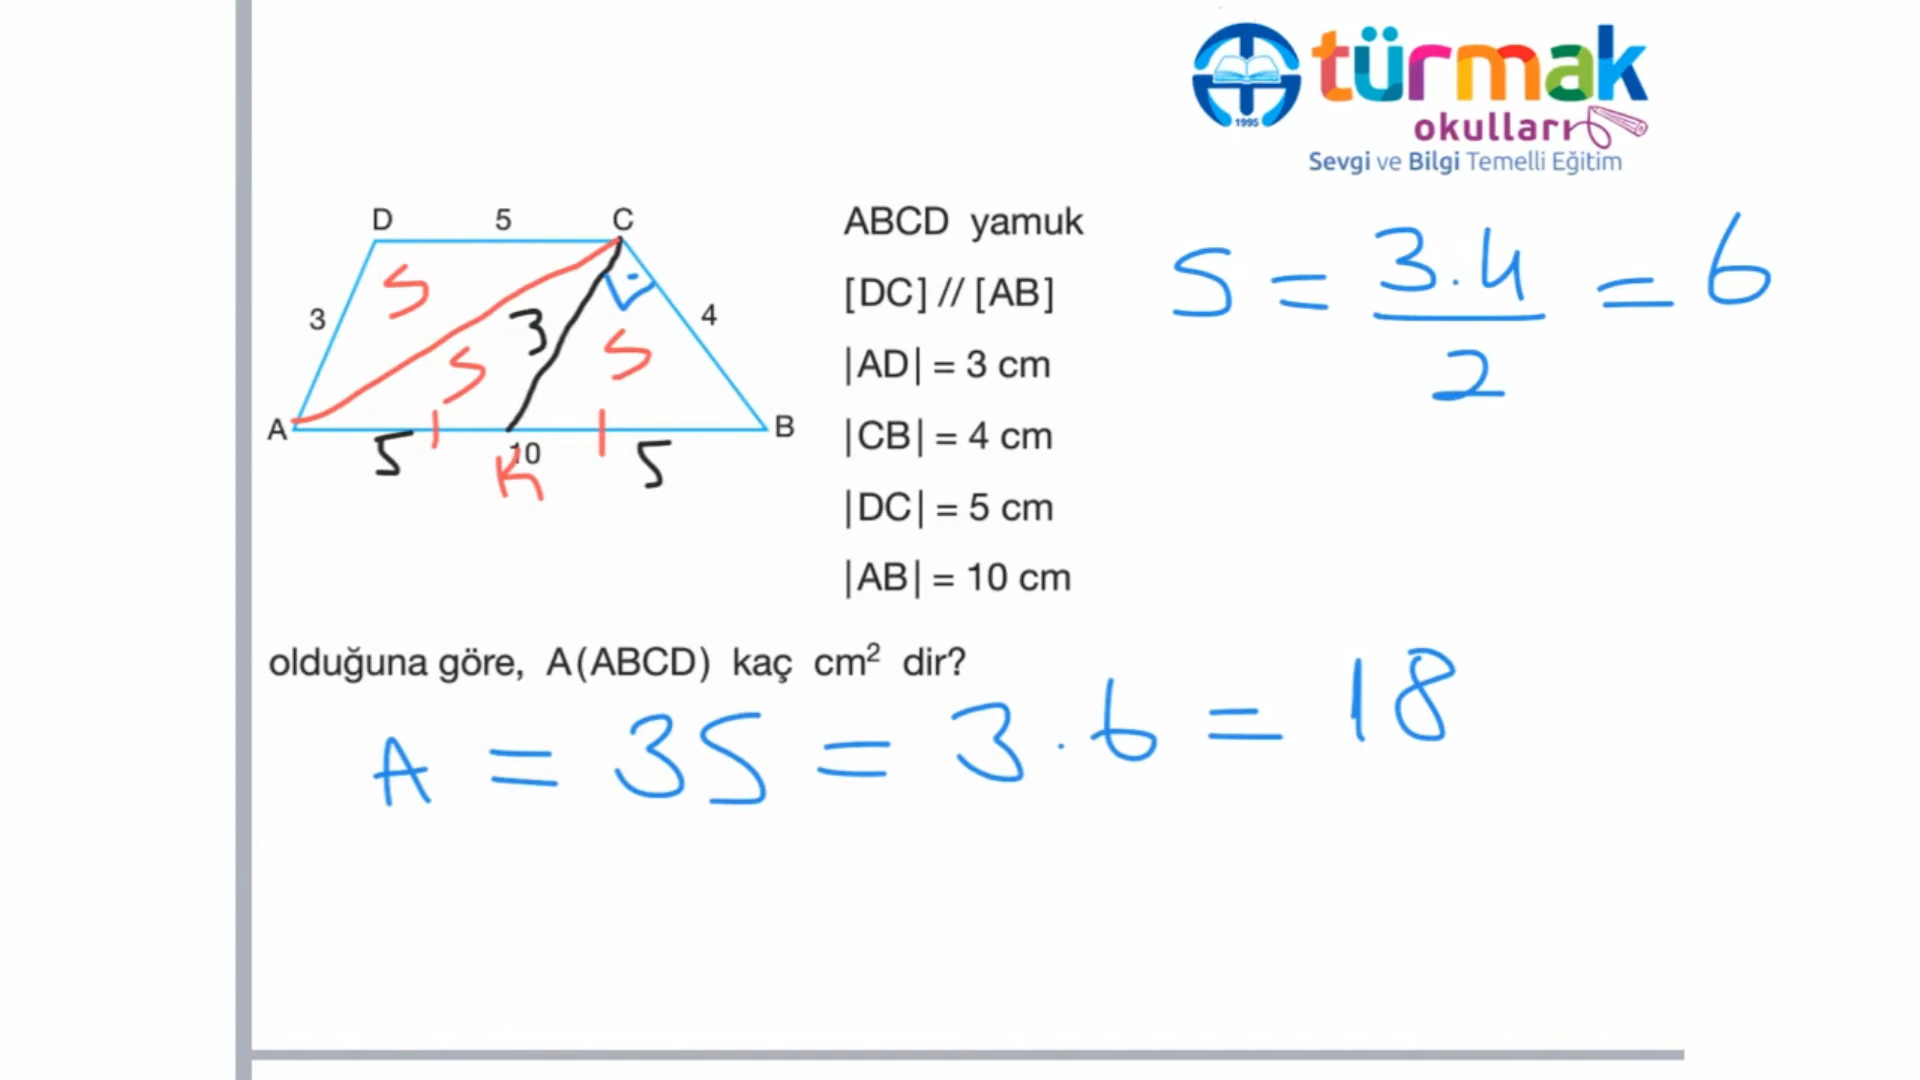 1995
türmak
okulları
Sevgi ve Bilgi Temelli Eğitim
D 5 C
3
4
A
B
10
S
S
3
S
5
K
5
ABCD yamuk
[DC] // [AB]
|AD| = 3 cm
|CB| = 4 cm
|DC| = 5 cm
|AB| = 10 cm
S = 3.4 / 2 = 6
olduğuna göre, A(ABCD) kaç cm² dir?
A = 3S = 3.6 = 18